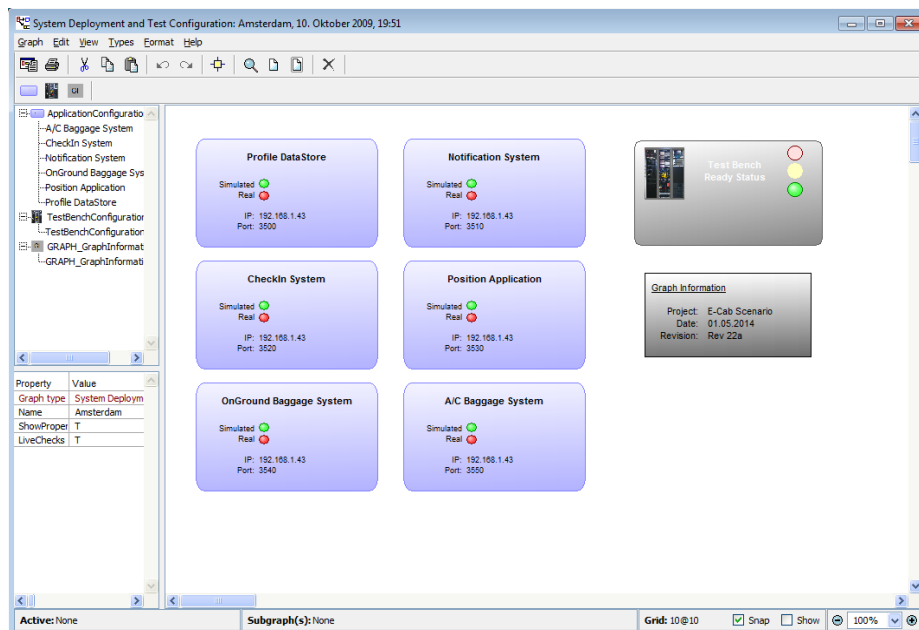 System Deployment and Test Configuration: Amsterdam, 10. Oktober 2009, 19:51
Graph Edit View Types Format Help
GI
ApplicationConfiguratio
A/C Baggage System
CheckIn System
Notification System
OnGround Baggage Sys
Position Application
Profile DataStore
TestBenchConfiguration
TestBenchConfiguration
GRAPH_GraphInformat
GRAPH_GraphInformati
Property Value
Graph type System Deploym
Name Amsterdam
ShowProper T
LiveChecks T
Profile DataStore
Simulated
Real
IP: 192.168.1.43
Port: 3500
Notification System
Simulated
Real
IP: 192.168.1.43
Port: 3510
Test Bench
Ready Status
CheckIn System
Simulated
Real
IP: 192.168.1.43
Port: 3520
Position Application
Simulated
Real
IP: 192.168.1.43
Port: 3530
Graph Information
Project: E-Cab Scenario
Date: 01.05.2014
Revision: Rev 22a
OnGround Baggage System
Simulated
Real
IP: 192.168.1.43
Port: 3540
A/C Baggage System
Simulated
Real
IP: 192.168.1.43
Port: 3550
Active: None
Subgraph(s): None
Grid: 10@10
Snap
Show
100%